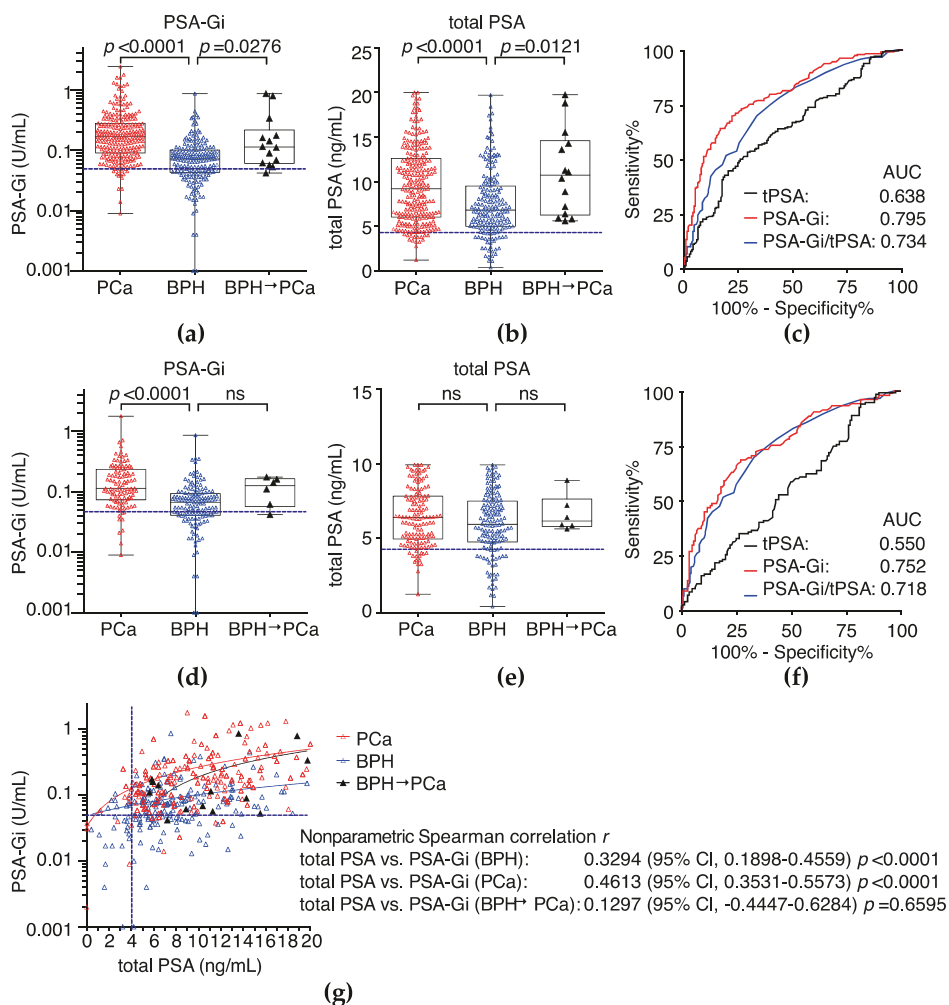 PSA-Gi
p<0.0001 p=0.0276
PSA-Gi (U/mL)
1
0.1
0.01
0.001
PCa BPH BPH→PCa
(a)
total PSA
p<0.0001 p=0.0121
total PSA (ng/mL)
25
20
15
10
5
0
PCa BPH BPH→PCa
(b)
Sensitivity%
100
75
50
25
0
AUC
tPSA: 0.638
PSA-Gi: 0.795
PSA-Gi/tPSA: 0.734
0 25 50 75 100
100% - Specificity%
(c)
PSA-Gi
p<0.0001 ns
PSA-Gi (U/mL)
1
0.1
0.01
0.001
PCa BPH BPH→PCa
(d)
total PSA
ns ns
total PSA (ng/mL)
15
10
5
0
PCa BPH BPH→PCa
(e)
Sensitivity%
100
75
50
25
0
AUC
tPSA: 0.550
PSA-Gi: 0.752
PSA-Gi/tPSA: 0.718
0 25 50 75 100
100% - Specificity%
(f)
PSA-Gi (U/mL)
1
0.1
0.01
0.001
0 2 4 6 8 10 12 14 16 18 20
total PSA (ng/mL)
PCa
BPH
BPH→PCa
Nonparametric Spearman correlation r
total PSA vs. PSA-Gi (BPH): 0.3294 (95% CI, 0.1898-0.4559) p<0.0001
total PSA vs. PSA-Gi (PCa): 0.4613 (95% CI, 0.3531-0.5573) p<0.0001
total PSA vs. PSA-Gi (BPH→ PCa): 0.1297 (95% CI, -0.4447-0.6284) p=0.6595
(g)